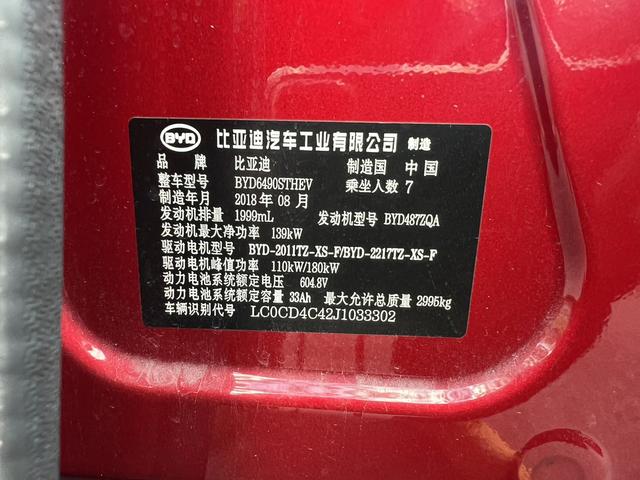 BYD 比亚迪汽车工业有限公司 制造
品牌 比亚迪 制造国 中国
整车型号 BYD6490STHEV 乘坐人数 7
制造年月 2018年08月
发动机排量 1999mL 发动机型号 BYD487ZQA
发动机最大净功率 139kW
驱动电机型号 BYD-2011TZ-XS-F/BYD-2217TZ-XS-F
驱动电机峰值功率 110kW/180kW
动力电池系统额定电压 604.8V
动力电池系统额定容量 33Ah 最大允许总质量 2995kg
车辆识别代号 LC0CD4C42J1033302